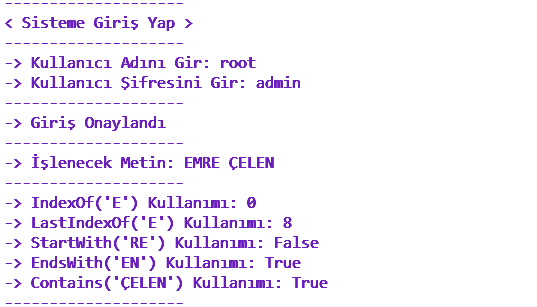 --------------------
< Sisteme Giriş Yap >
--------------------
-> Kullanıcı Adını Gir: root
-> Kullanıcı Şifresini Gir: admin
--------------------
-> Giriş Onaylandı
--------------------
-> İşlenecek Metin: EMRE ÇELEN
--------------------
-> IndexOf('E') Kullanımı: 0
-> LastIndexOf('E') Kullanımı: 8
-> StartWith('RE') Kullanımı: False
-> EndsWith('EN') Kullanımı: True
-> Contains('ÇELEN') Kullanımı: True
--------------------